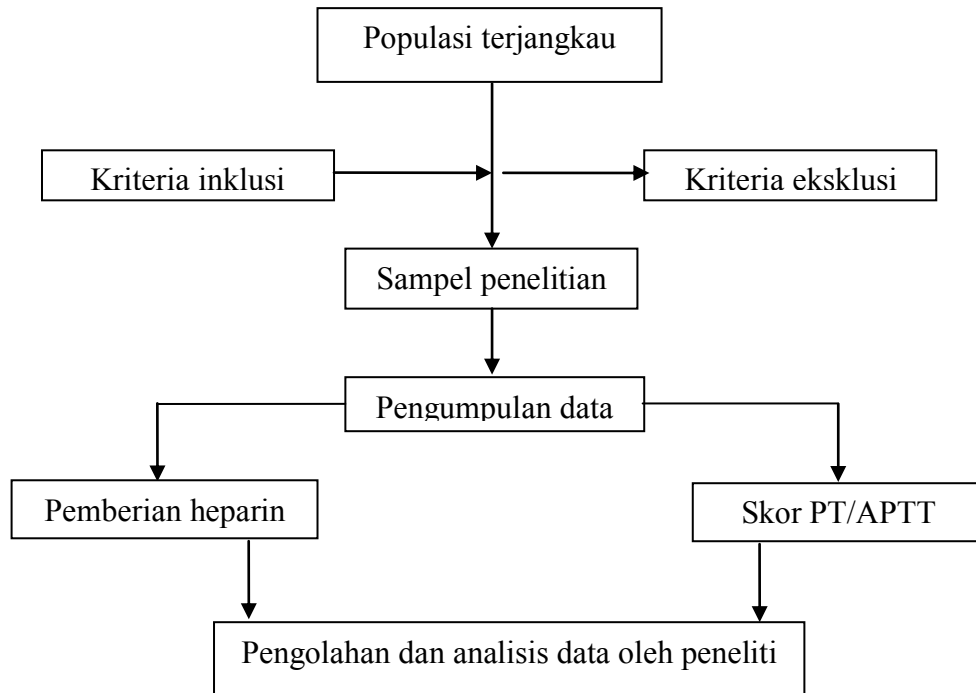 Populasi terjangkau
Kriteria inklusi
Kriteria eksklusi
Sampel penelitian
Pengumpulan data
Pemberian heparin
Skor PT/APTT
Pengolahan dan analisis data oleh peneliti